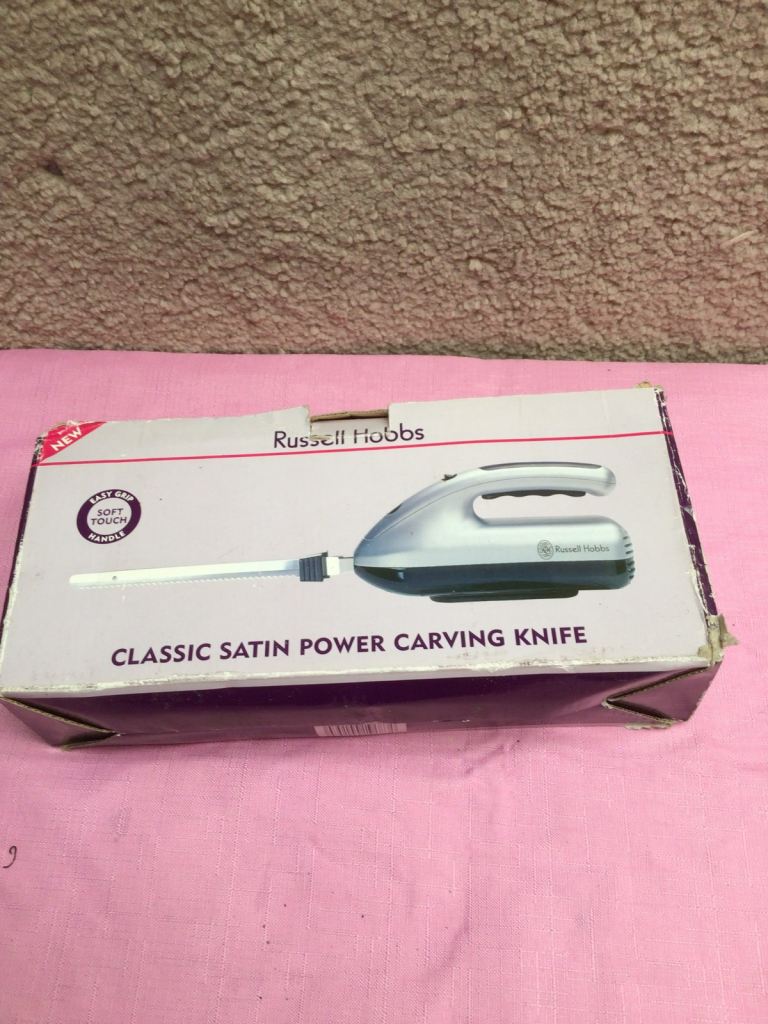 NEW
Russell Hobbs
EASY GRIP
SOFT
TOUCH
HANDLE
Russell Hobbs
CLASSIC SATIN POWER CARVING KNIFE